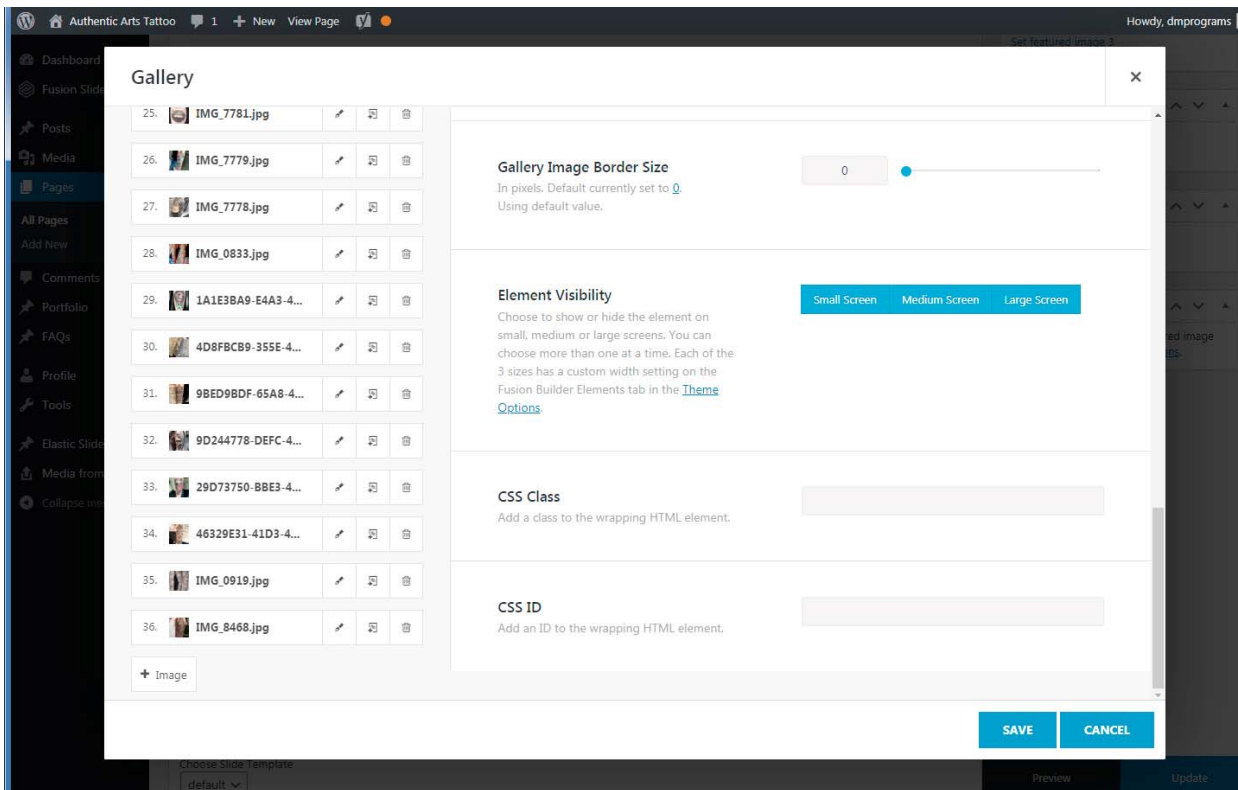 Authentic Arts Tattoo 1 + New View Page Howdy, dmprograms
Set featured image 3
Dashboard
Fusion Slide
Posts
Media
Pages
All Pages
Add New
Comments
Portfolio
FAQs
Profile
Tools
Elastic Slide
Media from
Collapse me
Gallery
×
25. IMG_7781.jpg
26. IMG_7779.jpg
27. IMG_7778.jpg
28. IMG_0833.jpg
29. 1A1E3BA9-E4A3-4...
30. 4D8FBCB9-355E-4...
31. 9BED9BDF-65A8-4...
32. 9D244778-DEFC-4...
33. 29D73750-BBE3-4...
34. 46329E31-41D3-4...
35. IMG_0919.jpg
36. IMG_8468.jpg
+ Image
Gallery Image Border Size
In pixels. Default currently set to 0.
Using default value.
0
Element Visibility
Choose to show or hide the element on
small, medium or large screens. You can
choose more than one at a time. Each of the
3 sizes has a custom width setting on the
Fusion Builder Elements tab in the Theme
Options.
Small Screen Medium Screen Large Screen
CSS Class
Add a class to the wrapping HTML element.
CSS ID
Add an ID to the wrapping HTML element.
red image
SAVE CANCEL
Choose Slide Template
default
Preview Update